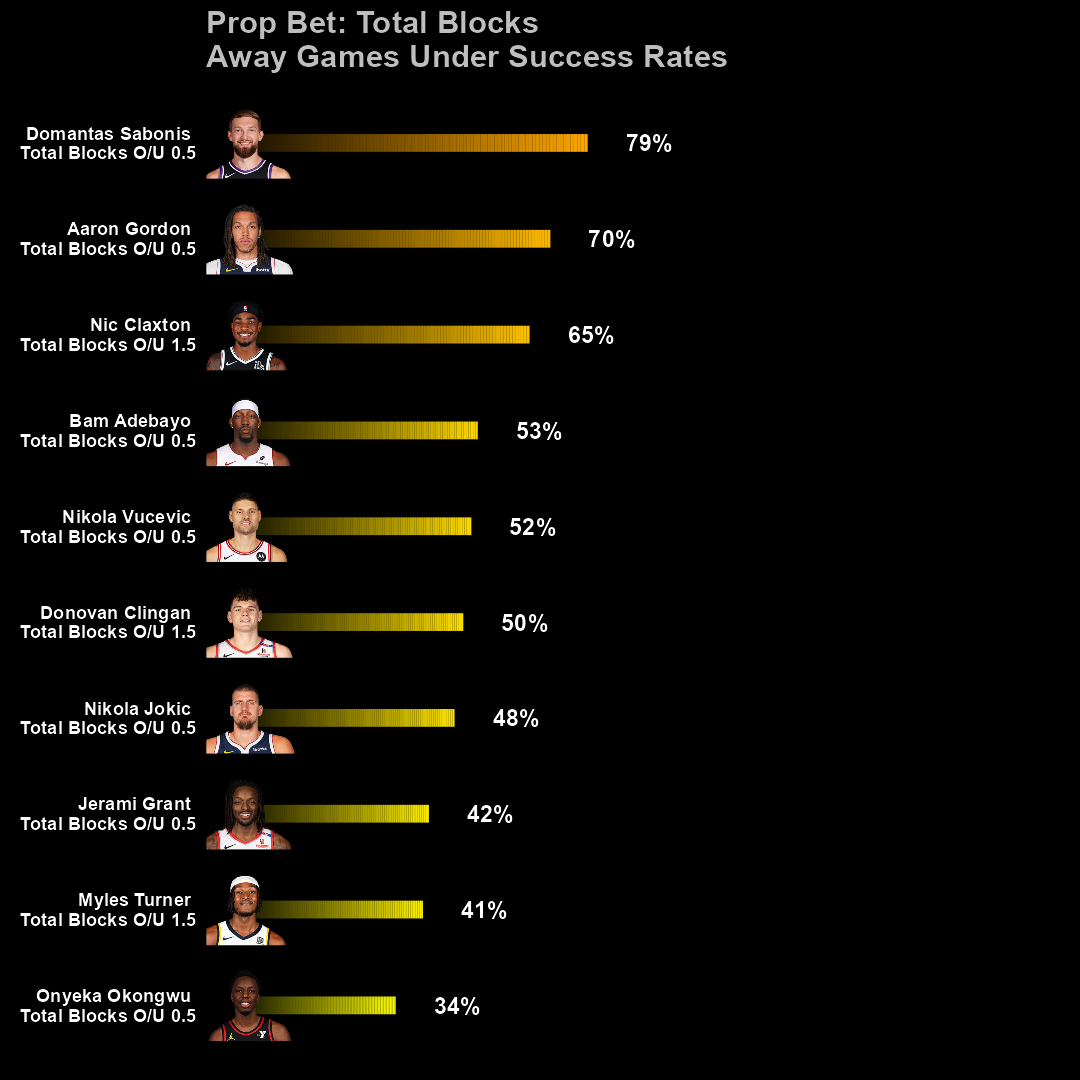 Prop Bet: Total Blocks
Away Games Under Success Rates
Domantas Sabonis
Total Blocks O/U 0.5
79%
Aaron Gordon
Total Blocks O/U 0.5
70%
Nic Claxton
Total Blocks O/U 1.5
65%
Bam Adebayo
Total Blocks O/U 0.5
53%
Nikola Vucevic
Total Blocks O/U 0.5
52%
Donovan Clingan
Total Blocks O/U 1.5
50%
Nikola Jokic
Total Blocks O/U 0.5
48%
Jerami Grant
Total Blocks O/U 0.5
42%
Myles Turner
Total Blocks O/U 1.5
41%
Onyeka Okongwu
Total Blocks O/U 0.5
34%